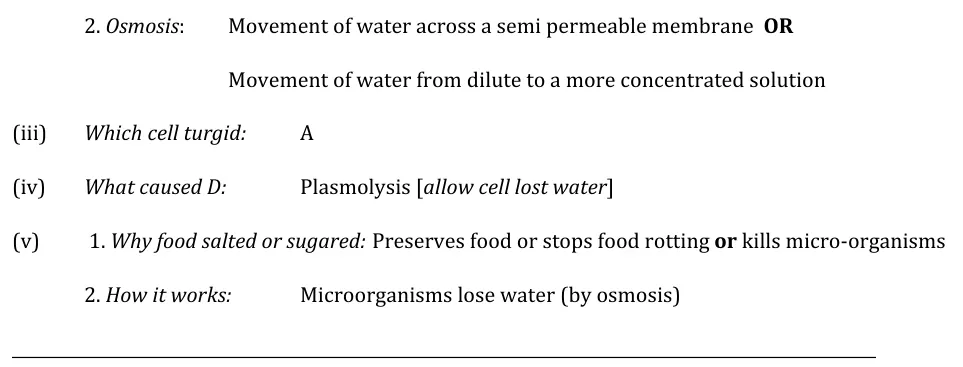 2. Osmosis: Movement of water across a semi permeable membrane OR
Movement of water from dilute to a more concentrated solution
(iii) Which cell turgid: A
(iv) What caused D: Plasmolysis [allow cell lost water]
(v) 1. Why food salted or sugared: Preserves food or stops food rotting or kills micro-organisms
2. How it works: Microorganisms lose water (by osmosis)